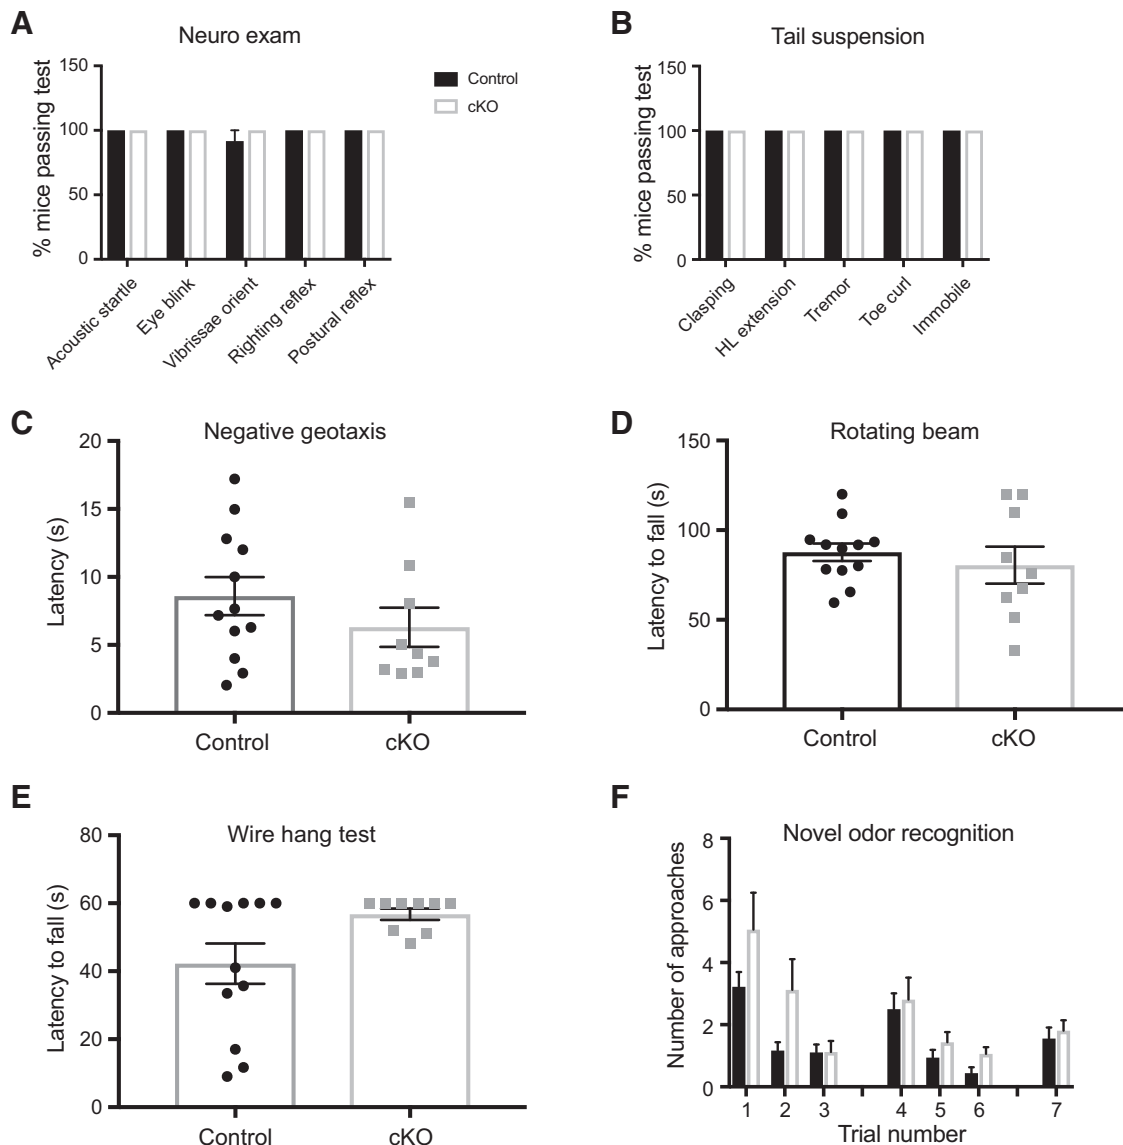 A
Neuro exam
% mice passing test
150
100
50
0
Acoustic startle
Eye blink
Vibrissae orient
Righting reflex
Postural reflex
Control
cKO
B
Tail suspension
% mice passing test
150
100
50
0
Clasping
HL extension
Tremor
Toe curl
Immobile
C
Negative geotaxis
Latency (s)
20
15
10
5
0
Control
cKO
D
Rotating beam
Latency to fall (s)
150
100
50
0
Control
cKO
E
Wire hang test
Latency to fall (s)
80
60
40
20
0
Control
cKO
F
Novel odor recognition
Number of approaches
8
6
4
2
0
1 2 3 4 5 6 7
Trial number